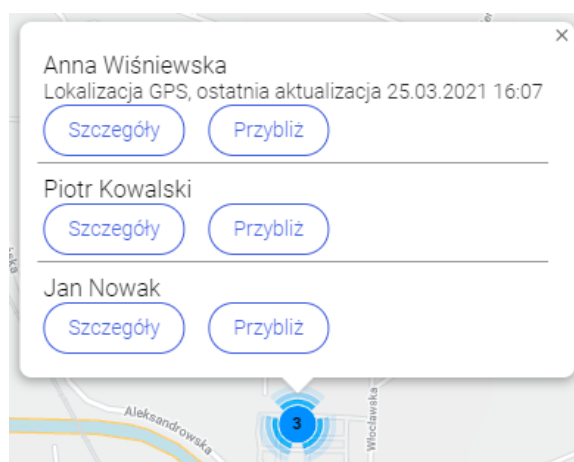 ×
Anna Wiśniewska
Lokalizacja GPS, ostatnia aktualizacja 25.03.2021 16:07
Szczegóły Przybliż
Piotr Kowalski
Szczegóły Przybliż
Jan Nowak
Szczegóły Przybliż
Aleksandrowska
3
Włocławska